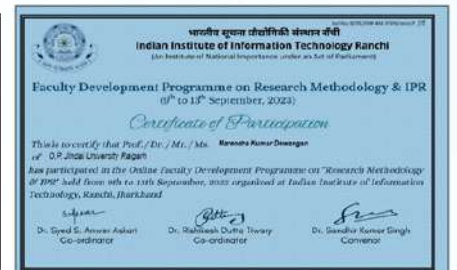 भारतीय सूचना प्रौद्योगिकी संस्थान राँची
Indian Institute of Information Technology Ranchi
(An Institute of National Importance under an Act of Parliament)
Faculty Development Programme on Research Methodology & IPR
(9th to 13th September, 2023)
Certificate of Participation
This is to certify that Prof./Dr./Mr./Ms. Narendra Kumar Dewangan
of O.P. Jindal University Raigarh
has participated in the Online Faculty Development Programme on "Research Methodology
& IPR" held from 9th to 13th September, 2023 organised at Indian Institute of Information
Technology, Ranchi, Jharkhand
Dr. Syed S. Anwer Askari
Dr. Rishikesh Dutta Tiwary
Dr. Sandhir Kumar Singh
Co-ordinator
Co-ordinator
Convenor